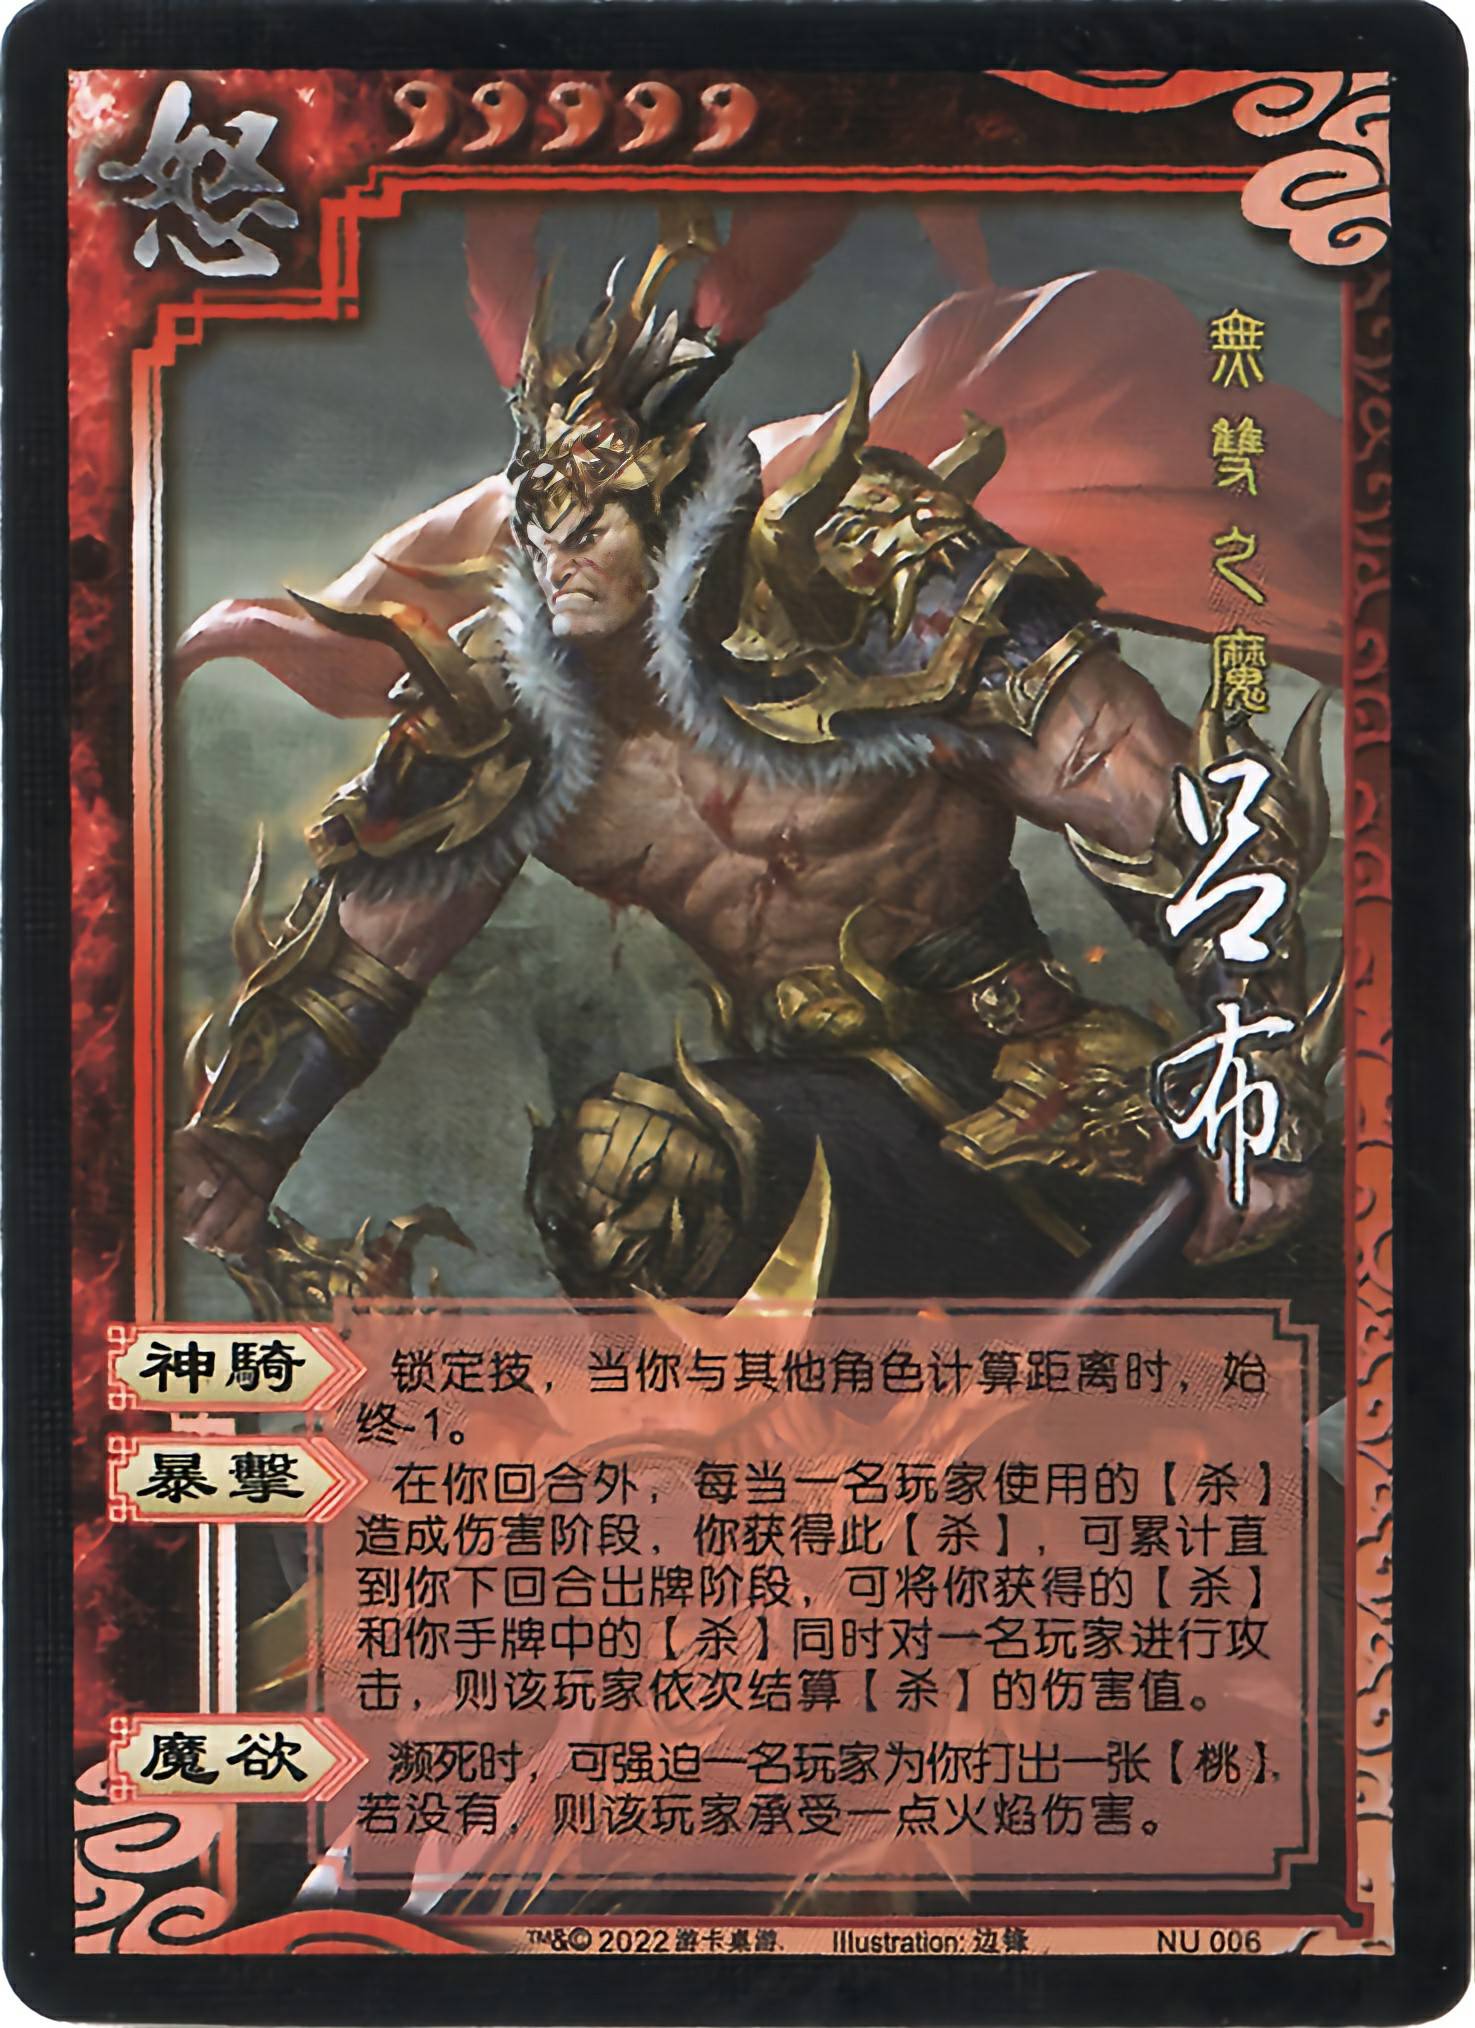 怒
無雙之魔
吕布
神騎
锁定技，当你与其他角色计算距离时，始
终-1。
暴擊
在你回合外，每当一名玩家使用的【杀】
造成伤害阶段，你获得此【杀】，可累计直
到你下回合出牌阶段，可将你获得的【杀】
和你手牌中的【杀】同时对一名玩家进行攻
击，则该玩家依次结算【杀】的伤害值。
魔欲
濒死时，可强迫一名玩家为你打出一张【桃】，
若没有，则该玩家承受一点火焰伤害。
™&© 2022 游卡桌游. Illustration: 边锋 NU 006